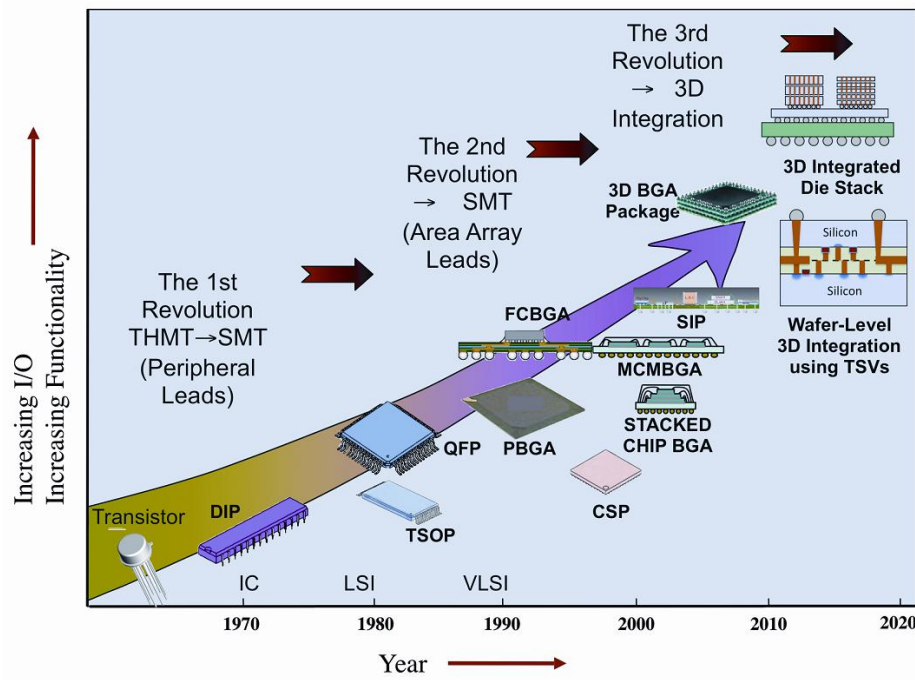 The 3rd
Revolution
→ 3D
Integration
The 2nd
Revolution
→ SMT
(Area Array
Leads)
The 1st
Revolution
THMT→SMT
(Peripheral
Leads)
3D Integrated
Die Stack
3D BGA
Package
Silicon
Silicon
Wafer-Level
3D Integration
using TSVs
SIP
FCBGA
MCMBGA
STACKED
CHIP BGA
QFP
PBGA
CSP
TSOP
DIP
Transistor
IC
LSI
VLSI
1970
1980
1990
2000
2010
2020
Year
Increasing I/O
Increasing Functionality